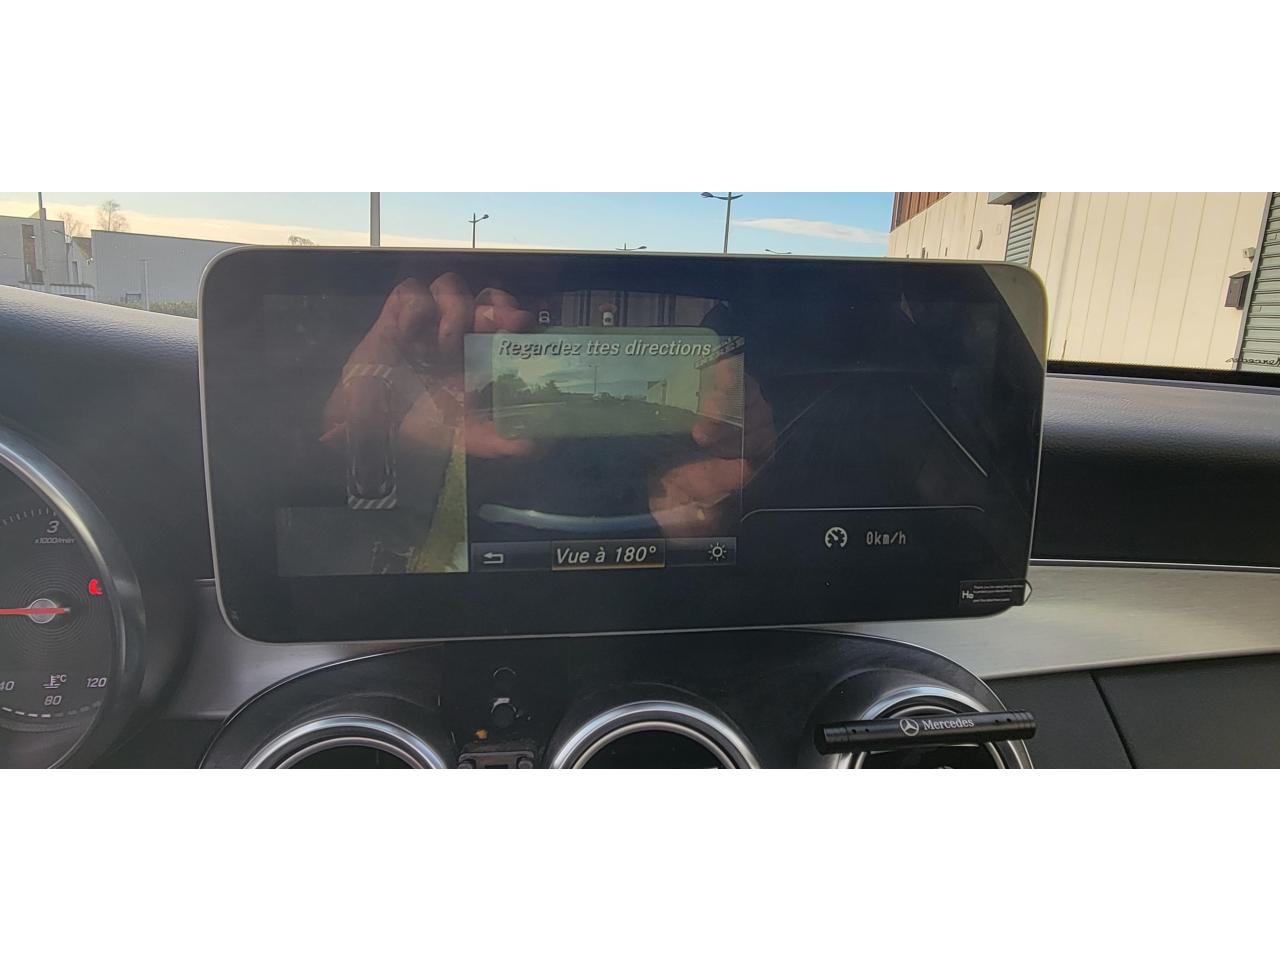 Regardez ttes directions
Vue à 180°
0km/h
3
x1000/min
40
°C
80
120
Mercedes